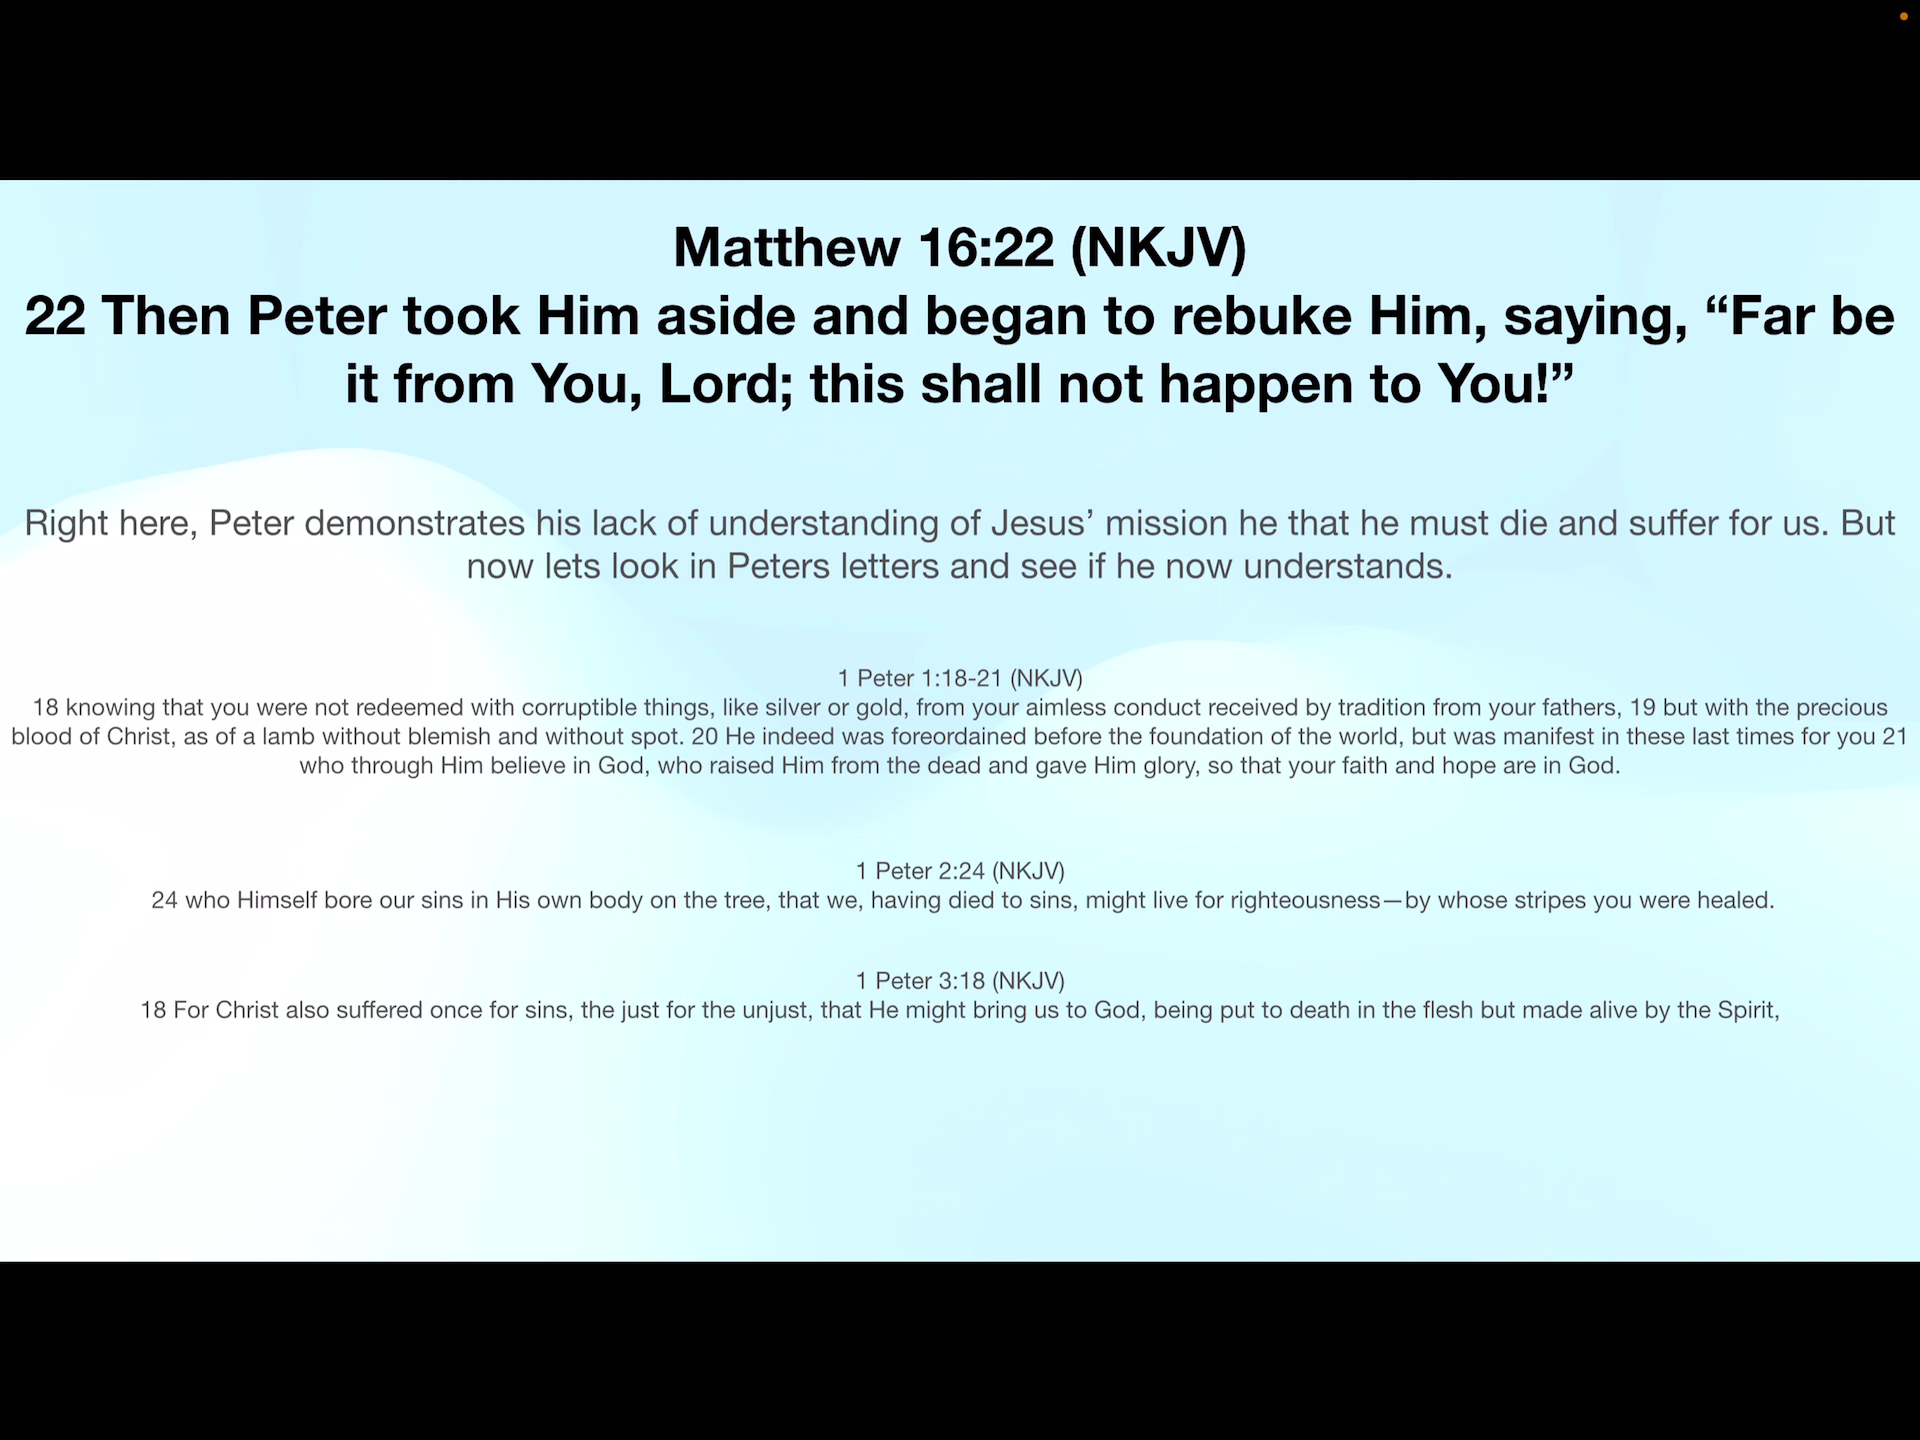 Matthew 16:22 (NKJV)
22 Then Peter took Him aside and began to rebuke Him, saying, “Far be
it from You, Lord; this shall not happen to You!”
Right here, Peter demonstrates his lack of understanding of Jesus’ mission he that he must die and suffer for us. But
now lets look in Peters letters and see if he now understands.
1 Peter 1:18-21 (NKJV)
18 knowing that you were not redeemed with corruptible things, like silver or gold, from your aimless conduct received by tradition from your fathers, 19 but with the precious
blood of Christ, as of a lamb without blemish and without spot. 20 He indeed was foreordained before the foundation of the world, but was manifest in these last times for you 21
who through Him believe in God, who raised Him from the dead and gave Him glory, so that your faith and hope are in God.
1 Peter 2:24 (NKJV)
24 who Himself bore our sins in His own body on the tree, that we, having died to sins, might live for righteousness—by whose stripes you were healed.
1 Peter 3:18 (NKJV)
18 For Christ also suffered once for sins, the just for the unjust, that He might bring us to God, being put to death in the flesh but made alive by the Spirit,